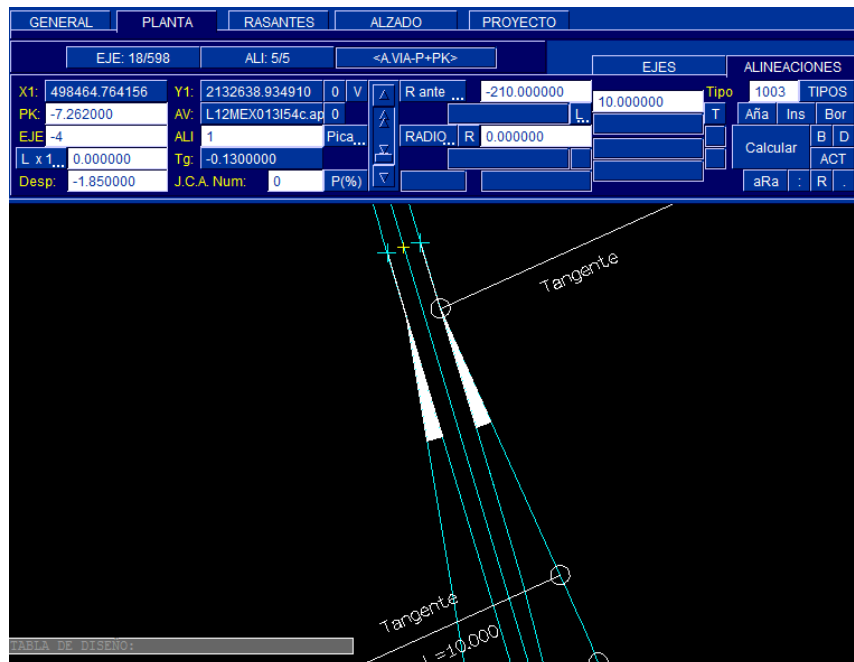 GENERAL PLANTA RASANTES ALZADO PROYECTO
EJE: 18/598 ALI: 5/5 <A.VIA-P+PK> EJES ALINEACIONES
X1: 498464.764156 Y1: 2132638.934910 0 V R ante ... -210.000000 10.000000 Tipo 1003 TIPOS
PK: -7.262000 AV: L12MEX013I54c.ap 0 L.. T Aña Ins Bor
EJE -4 ALI 1 Pica... RADIO... R 0.000000 Calcular B D
L x 1... 0.000000 Tg: -0.1300000 ACT
Desp: -1.850000 J.C.A. Num: 0 P(%) aRa : R .
Tangente
Tangente
L=10.000
TABLA DE DISEÑO: